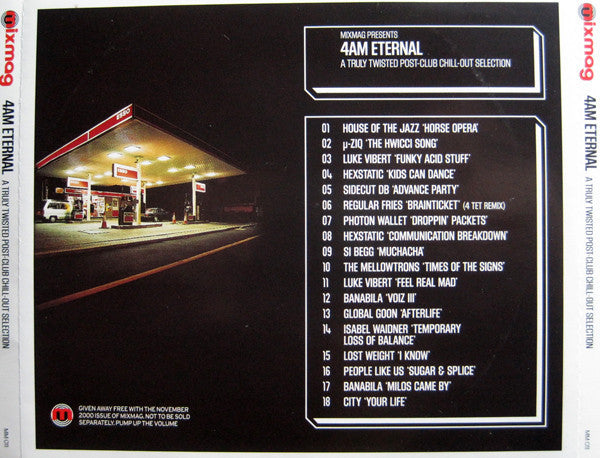 mixmag
4AM ETERNAL
A TRULY TWISTED POST-CLUB CHILL-OUT SELECTION
MIXMAG PRESENTS
4AM ETERNAL
A TRULY TWISTED POST-CLUB CHILL-OUT SELECTION
ESSO
01 HOUSE OF THE JAZZ 'HORSE OPERA'
02 µ-ZIQ 'THE HWICCI SONG'
03 LUKE VIBERT 'FUNKY ACID STUFF'
04 HEXSTATIC 'KIDS CAN DANCE'
05 SIDECUT DB 'ADVANCE PARTY'
06 REGULAR FRIES 'BRAINTICKET' (4 TET REMIX)
07 PHOTON WALLET 'DROPPIN' PACKETS'
08 HEXSTATIC 'COMMUNICATION BREAKDOWN'
09 SI BEGG 'MUCHACHA'
10 THE MELLOWTRONS 'TIMES OF THE SIGNS'
11 LUKE VIBERT 'FEEL REAL MAD'
12 BANABILA 'VOIZ III'
13 GLOBAL GOON 'AFTERLIFE'
14 ISABEL WAIDNER 'TEMPORARY
LOSS OF BALANCE'
15 LOST WEIGHT 'I KNOW'
16 PEOPLE LIKE US 'SUGAR & SPLICE'
17 BANABILA 'MILOS CAME BY'
18 CITY 'YOUR LIFE'
GIVEN AWAY FREE WITH THE NOVEMBER
2000 ISSUE OF MIXMAG. NOT TO BE SOLD
SEPARATELY. PUMP UP THE VOLUME
mixmag
4AM ETERNAL
A TRULY TWISTED POST-CLUB CHILL-OUT SELECTION